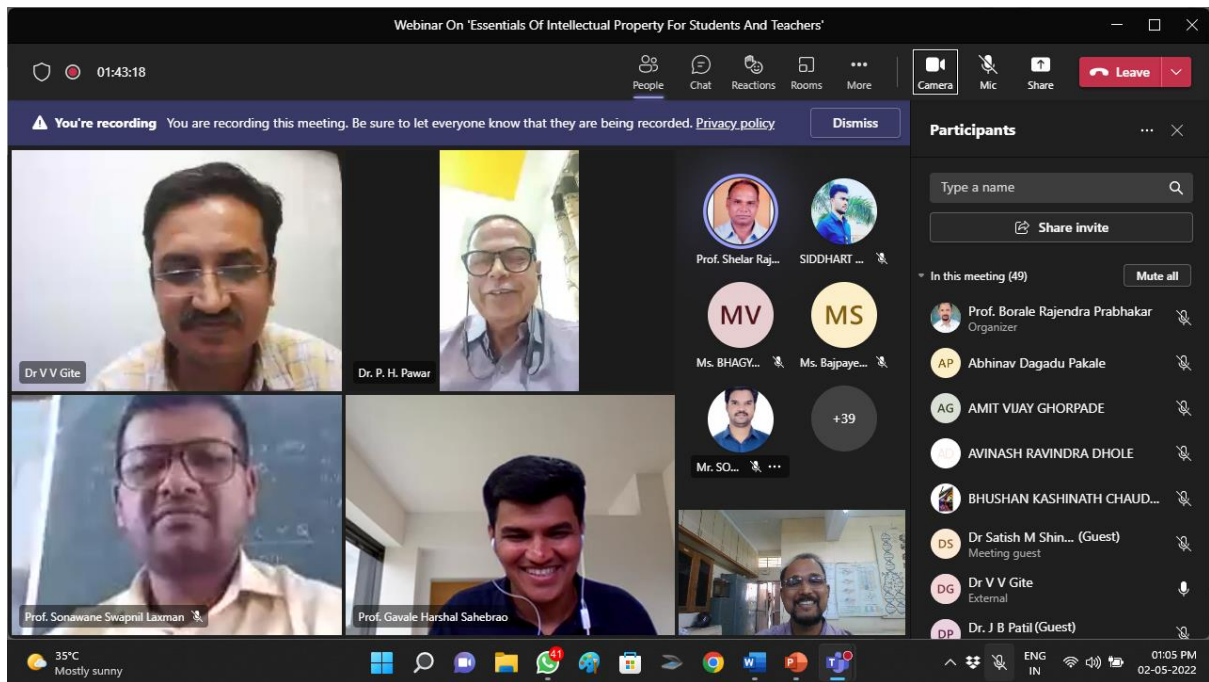 Webinar On 'Essentials Of Intellectual Property For Students And Teachers'
01:43:18
People
Chat
Reactions
Rooms
More
Camera
Mic
Share
Leave
You're recording You are recording this meeting. Be sure to let everyone know that they are being recorded. Privacy policy
Dismiss
Dr V V Gite
Dr. P. H. Pawar
Prof. Shelar Raj...
SIDDHART ...
MV
MS
Ms. BHAGY...
Ms. Bajpaye...
+39
Mr. SO...
Prof. Sonawane Swapnil Laxman
Prof. Gavale Harshal Sahebrao
Participants
Type a name
Share invite
In this meeting (49)
Mute all
Prof. Borale Rajendra Prabhakar
Organizer
AP
Abhinav Dagadu Pakale
AG
AMIT VIJAY GHORPADE
AVINASH RAVINDRA DHOLE
BHUSHAN KASHINATH CHAUD...
DS
Dr Satish M Shin... (Guest)
Meeting guest
DG
Dr V V Gite
External
DP
Dr. J B Patil (Guest)
35°C
Mostly sunny
41
ENG
IN
01:05 PM
02-05-2022